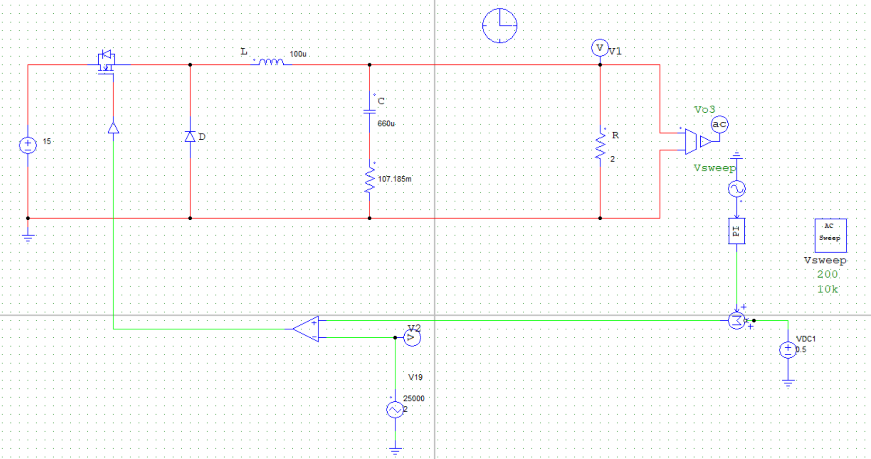 L
100u
V
V1
C
660u
Vo3
ac
D
R
2
15
107.185m
Vsweep
PI
AC
Sweep
Vsweep
200
10k
V2
V
VDC1
0.5
V19
25000
2